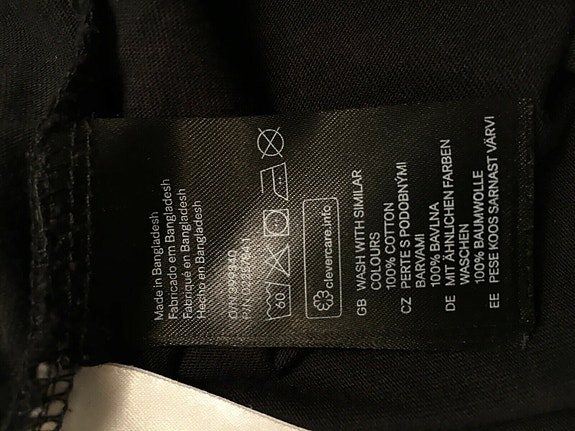 Made in Bangladesh
Fabricado em Bangladesh
Fabriqué en Bangladesh
Hecho en Bangladesh
clevercare.info
GB WASH WITH SIMILAR
COLOURS
100% COTTON
CZ PERTE S PODOBNÝMI
BARVAMI
100% BAVLNA
DE MIT ÄHNLICHEN FARBEN
WASCHEN
100% BAUMWOLLE
EE PESE KOOS SARNAST VÄRVI